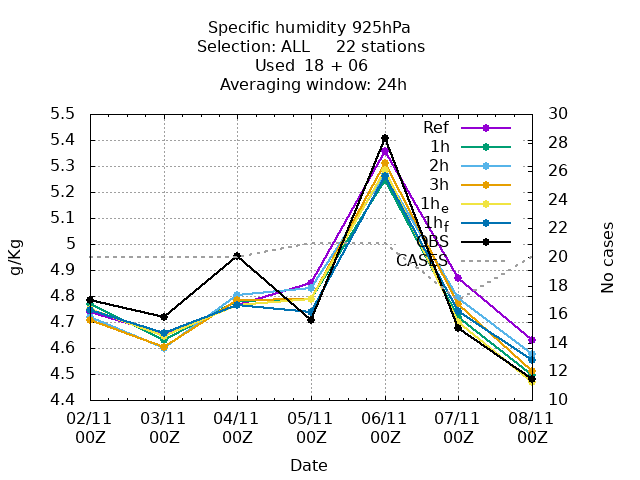 Specific humidity 925hPa
Selection: ALL 22 stations
Used 18 + 06
Averaging window: 24h
g/Kg
5.5
5.4
5.3
5.2
5.1
5
4.9
4.8
4.7
4.6
4.5
4.4
Ref
1h
2h
3h
1he
1hf
OBS
CASES
30
28
26
24
22
20
18
16
14
12
10
No cases
02/11 03/11 04/11 05/11 06/11 07/11 08/11
00Z 00Z 00Z 00Z 00Z 00Z 00Z
Date